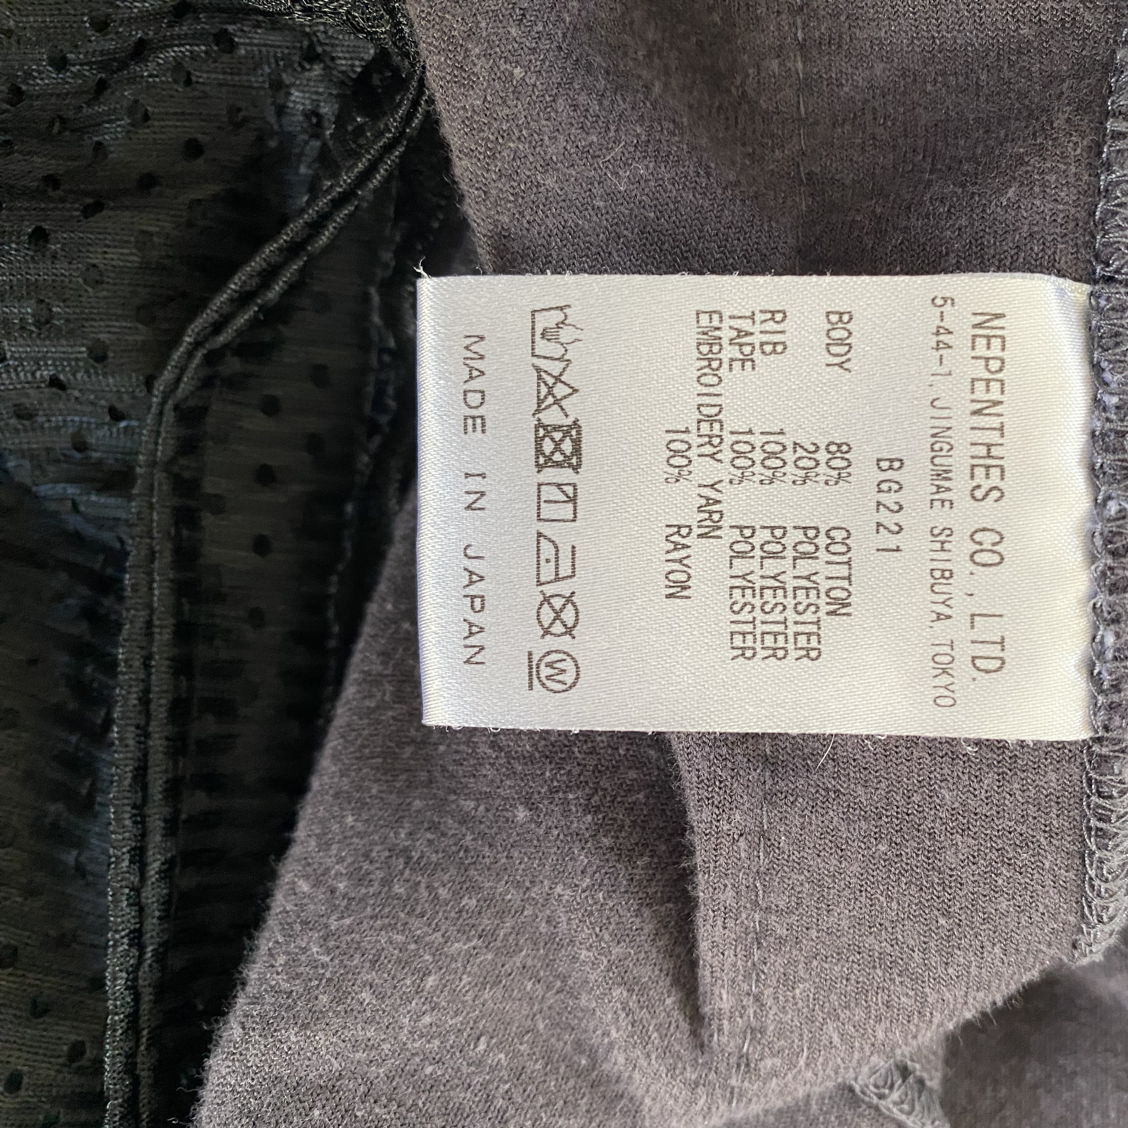 NEPENTHES CO., LTD.
5-44-1, JINGUMAE SHIBUYA, TOKYO
BG221
BODY 80% COTTON
20% POLYESTER
RIB 100% POLYESTER
TAPE 100% POLYESTER
EMBROIDERY YARN
100% RAYON
W
MADE IN JAPAN